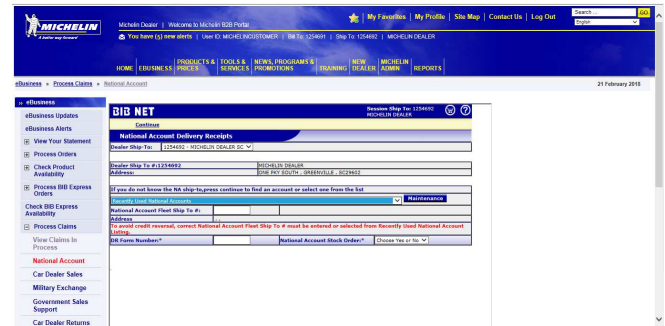 MICHELIN
A better way forward
Michelin Dealer | Welcome to Michelin B2B Portal
My Favorites | My Profile | Site Map | Contact Us | Log Out
Search ...
GO
English
You have (5) new alerts | User ID: MICHELINCUSTOMER | Bill To: 1254691 | Ship To: 1254692 | MICHELIN DEALER
HOME
EBUSINESS
PRODUCTS & PRICES
TOOLS & SERVICES
NEWS, PROGRAMS & PROMOTIONS
TRAINING
NEW DEALER
MICHELIN ADMIN
REPORTS
eBusiness » Process Claims » National Account
21 February 2018
» eBusiness
eBusiness Updates
eBusiness Alerts
View Your Statement
Process Orders
Check Product
Availability
Process BIB Express
Orders
Check BIB Express
Availability
Process Claims
View Claims In
Process
National Account
Car Dealer Sales
Military Exchange
Government Sales
Support
Car Dealer Returns
BIB NET
Session Ship To: 1254692
MICHELIN DEALER
Continue
National Account Delivery Receipts
Dealer Ship-To: 1254692 - MICHELIN DEALER SC
Dealer Ship To #:1254692 MICHELIN DEALER
Address: ONE PKY SOUTH , GREENVILLE , SC29602
If you do not know the NA ship-to,press continue to find an account or select one from the list
Recently Used National Accounts
Maintenance
National Account Fleet Ship To #:
Address , ,
To avoid credit reversal, correct National Account Fleet Ship To # must be entered or selected from Recently Used National Account
Listing.
DR Form Number:*
National Account Stock Order:* Choose Yes or No